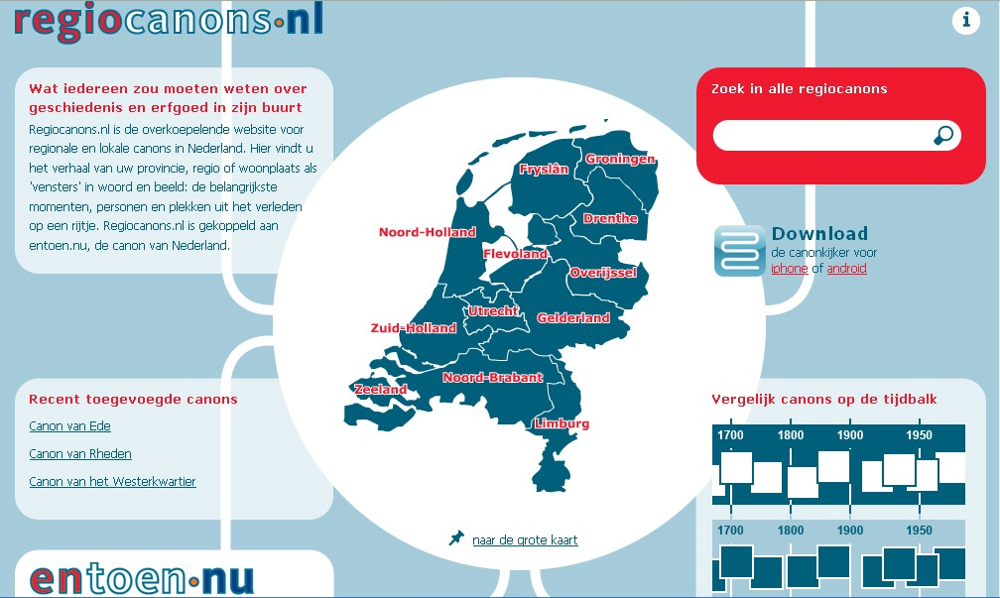 regiocanons.nl
i
Wat iedereen zou moeten weten over
geschiedenis en erfgoed in zijn buurt
Regiocanons.nl is de overkoepelende website voor
regionale en lokale canons in Nederland. Hier vindt u
het verhaal van uw provincie, regio of woonplaats als
'vensters' in woord en beeld: de belangrijkste
momenten, personen en plekken uit het verleden
op een rijtje. Regiocanons.nl is gekoppeld aan
entoen.nu, de canon van Nederland.
Zoek in alle regiocanons
Download
de canonkijker voor
iphone of android
Groningen
Fryslân
Drenthe
Noord-Holland
Flevoland
Overijssel
Utrecht
Gelderland
Zuid-Holland
Noord-Brabant
Zeeland
Limburg
naar de grote kaart
Recent toegevoegde canons
Canon van Ede
Canon van Rheden
Canon van het Westerkwartier
Vergelijk canons op de tijdbalk
1700 1800 1900 1950
1700 1800 1900 1950
entoen.nu